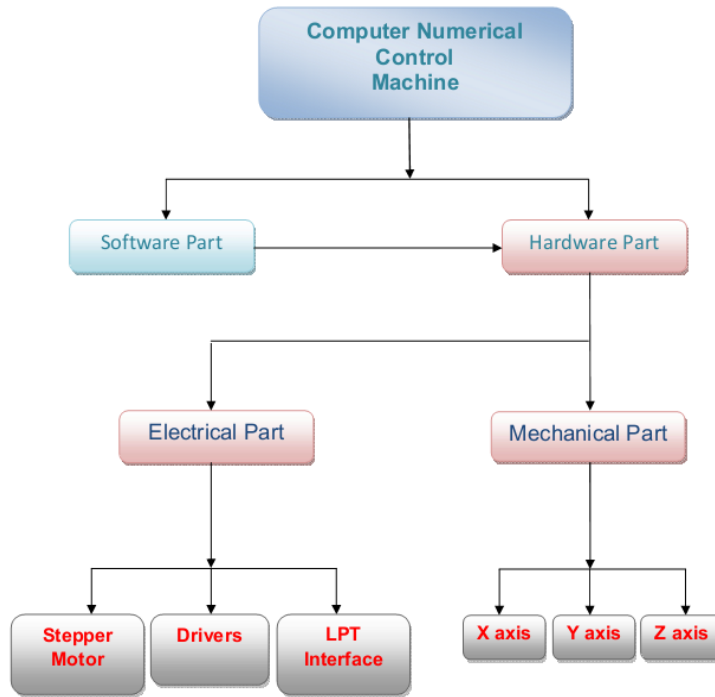 Computer Numerical
Control
Machine
Software Part
Hardware Part
Electrical Part
Mechanical Part
Stepper
Motor
Drivers
LPT
Interface
X axis
Y axis
Z axis